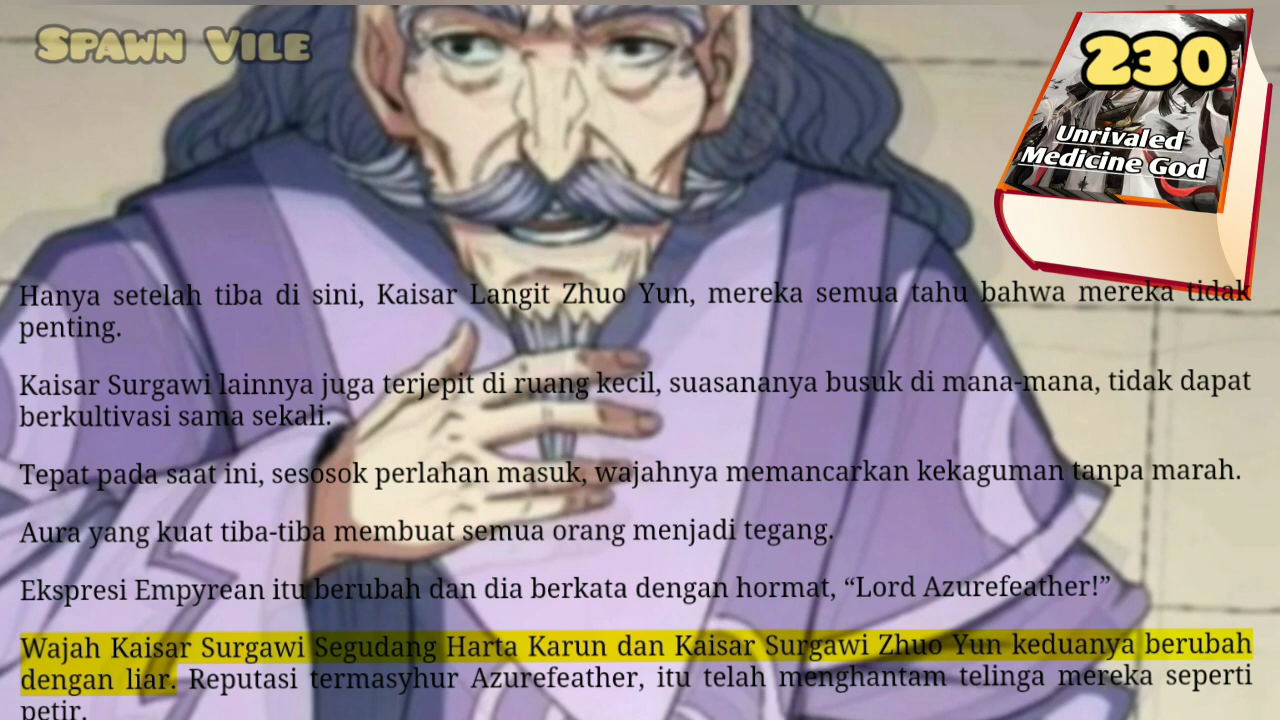 SPAWN VILE
230
Unrivaled
Medicine God
Hanya setelah tiba di sini, Kaisar Langit Zhuo Yun, mereka semua tahu bahwa mereka tidak
penting.
Kaisar Surgawi lainnya juga terjepit di ruang kecil, suasananya busuk di mana-mana, tidak dapat
berkultivasi sama sekali.
Tepat pada saat ini, sesosok perlahan masuk, wajahnya memancarkan kekaguman tanpa marah.
Aura yang kuat tiba-tiba membuat semua orang menjadi tegang.
Ekspresi Empyrean itu berubah dan dia berkata dengan hormat, “Lord Azurefeather!”
Wajah Kaisar Surgawi Segudang Harta Karun dan Kaisar Surgawi Zhuo Yun keduanya berubah
dengan liar. Reputasi termasyhur Azurefeather, itu telah menghantam telinga mereka seperti
petir.